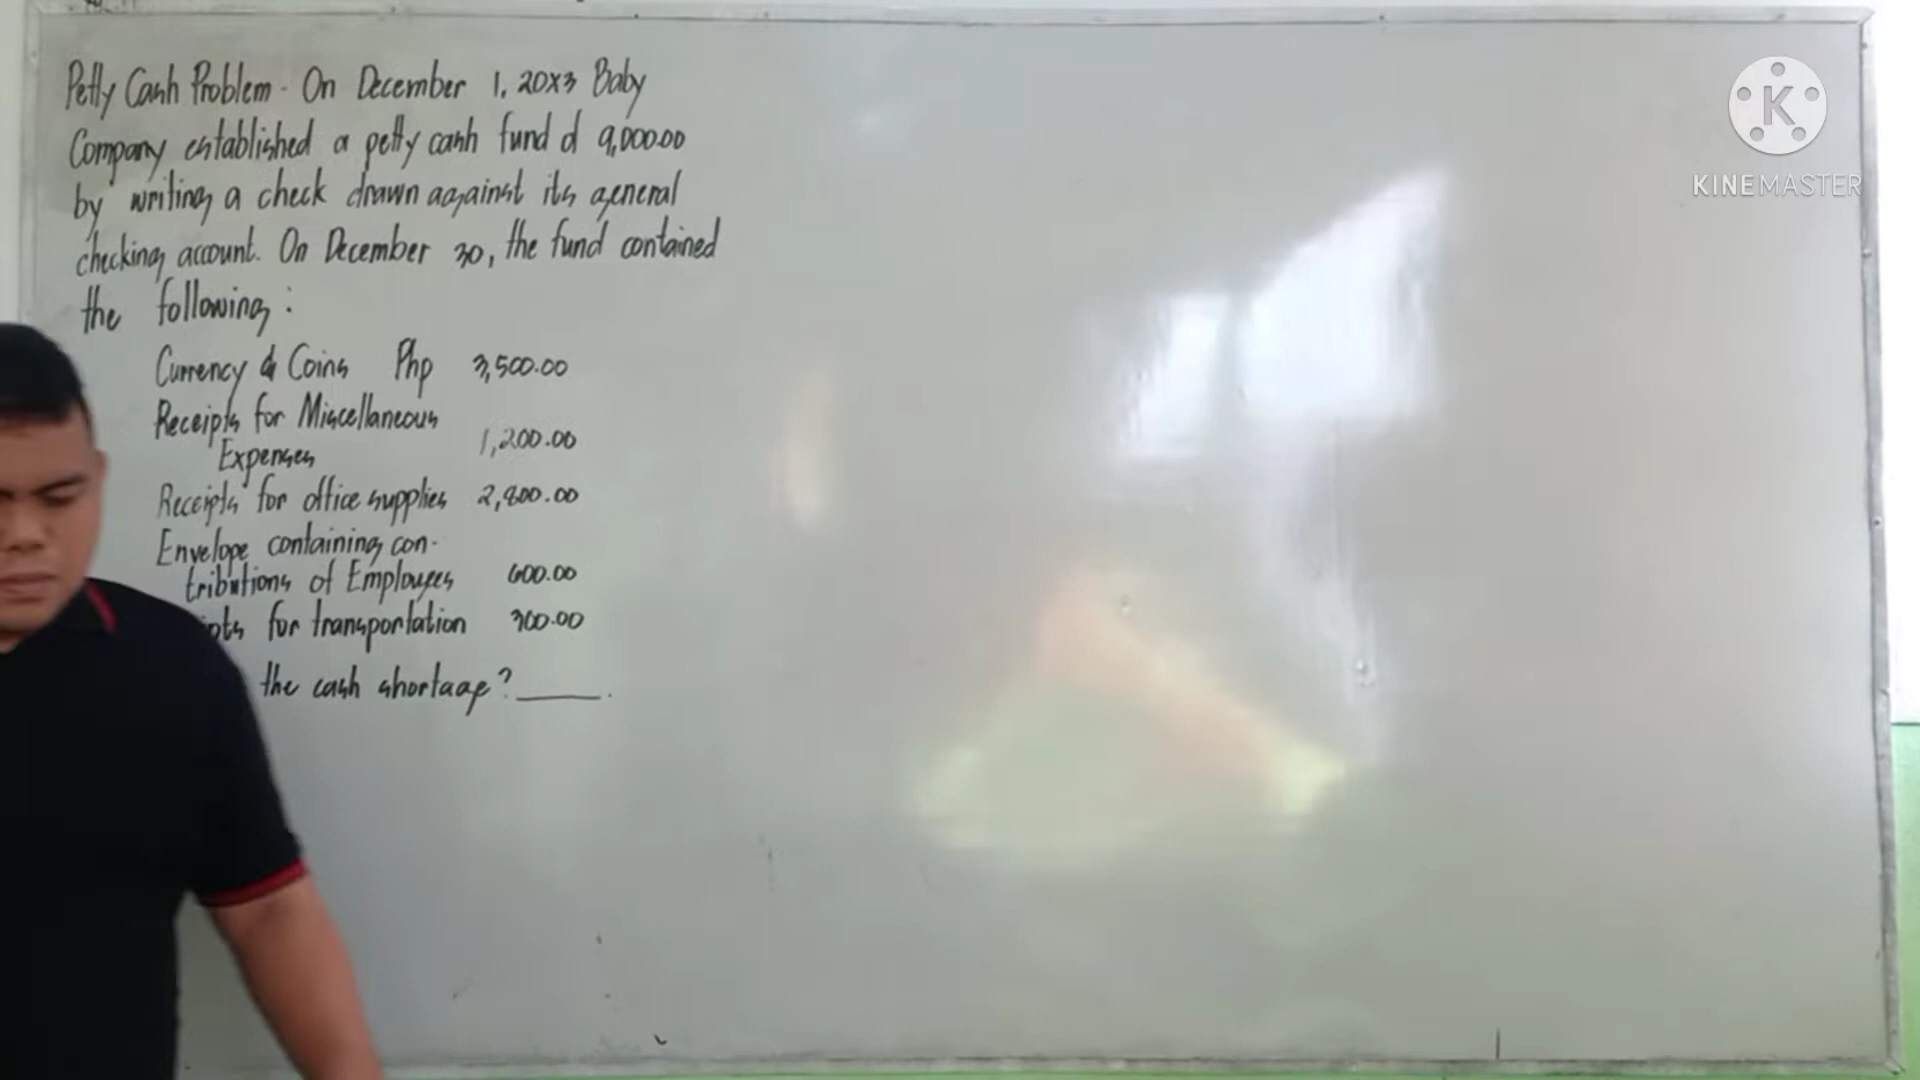 Petty Cash Problem - On December 1, 20x3 Baby
Company established a petty cash fund of 9,000.00
by writing a check drawn against its general
checking account. On December 30, the fund contained
the following:
Currency & Coins Php 3,500.00
Receipts for Miscellaneous
Expenses 1,200.00
Receipts for office supplies 2,800.00
Envelope containing con-
tributions of Employees 600.00
pts for transportation 300.00
the cash shortage? ____.
KINEMASTER